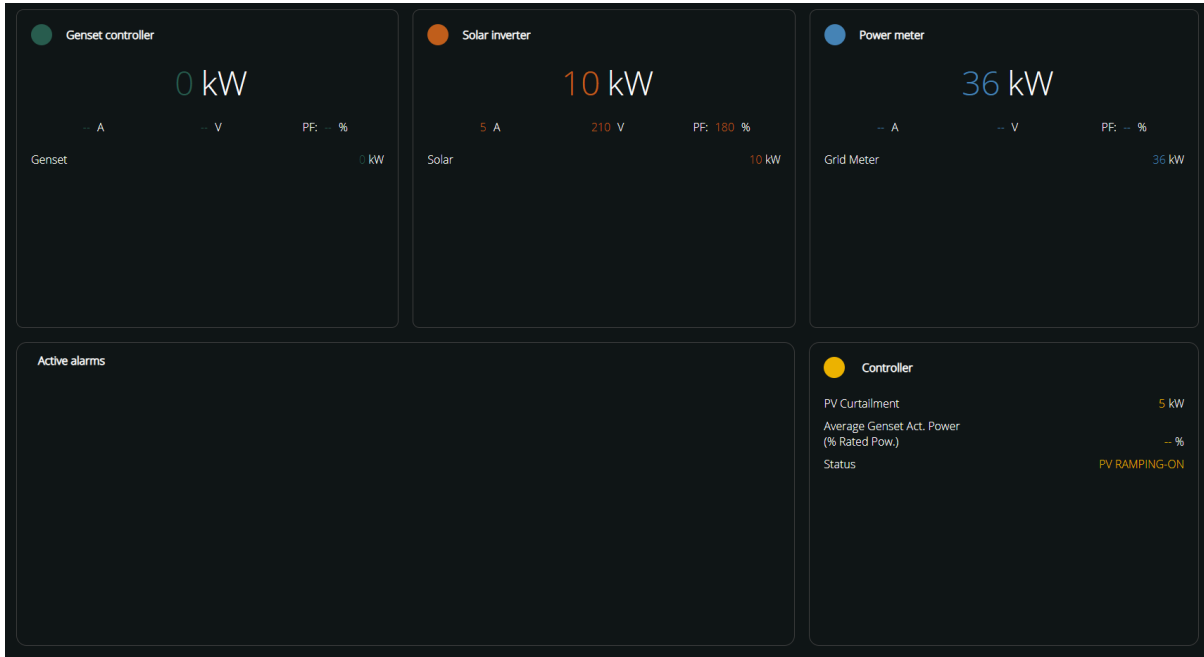 Genset controller
0 kW
-- A -- V PF: -- %
Genset 0 kW
Solar inverter
10 kW
5 A 210 V PF: 180 %
Solar 10 kW
Power meter
36 kW
-- A -- V PF: -- %
Grid Meter 36 kW
Active alarms
Controller
PV Curtailment 5 kW
Average Genset Act. Power
(% Rated Pow.) -- %
Status PV RAMPING-ON